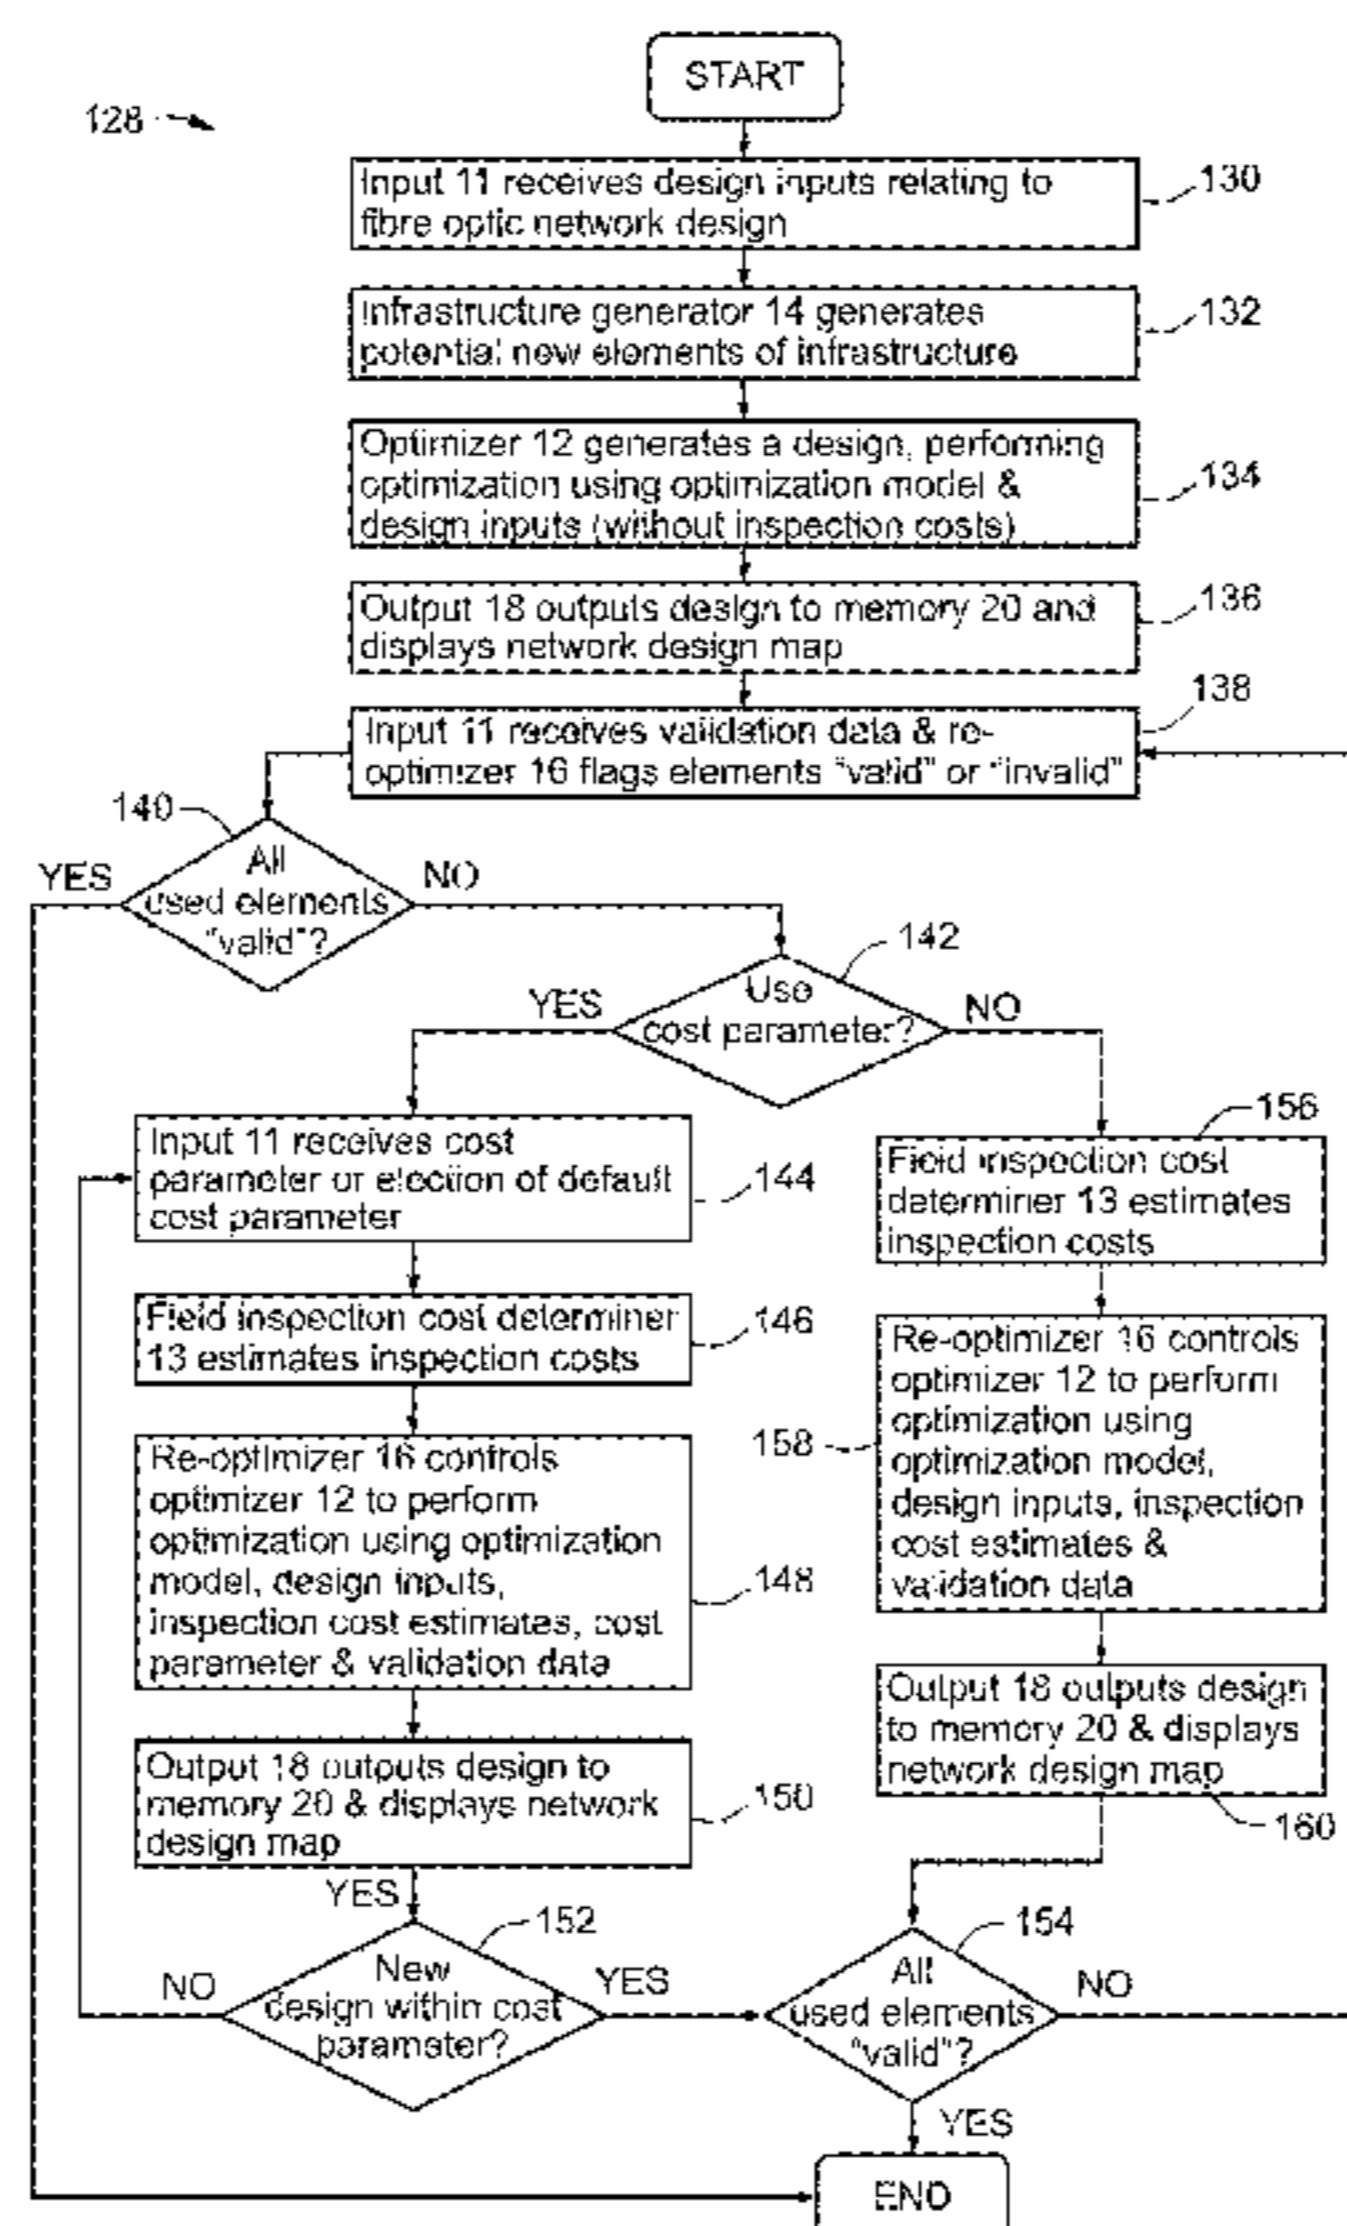 START
128
Input 11 receives design inputs relating to
fibre optic network design
130
Infrastructure generator 14 generates
potential new elements of infrastructure
132
Optimizer 12 generates a design, performing
optimization using optimization model &
design inputs (without inspection costs)
134
Output 18 outputs design to memory 20 and
displays network design map
136
Input 11 receives validation data & re-
optimizer 16 flags elements "valid" or "invalid"
138
140
All
used elements
"valid"?
YES
NO
142
Use
cost parameter?
YES
NO
Input 11 receives cost
parameter or election of default
cost parameter
144
156
Field inspection cost
determiner 13 estimates
inspection costs
Field inspection cost determiner
13 estimates inspection costs
146
Re-optimizer 16 controls
optimizer 12 to perform
optimization using
optimization model,
design inputs, inspection
cost estimates &
validation data
158
Re-optimizer 16 controls
optimizer 12 to perform
optimization using optimization
model, design inputs,
inspection cost estimates, cost
parameter & validation data
148
Output 18 outputs design
to memory 20 & displays
network design map
160
Output 18 outputs design to
memory 20 & displays network
design map
150
YES
152
New
design within cost
parameter?
NO
YES
154
All
used elements
"valid"?
NO
YES
END